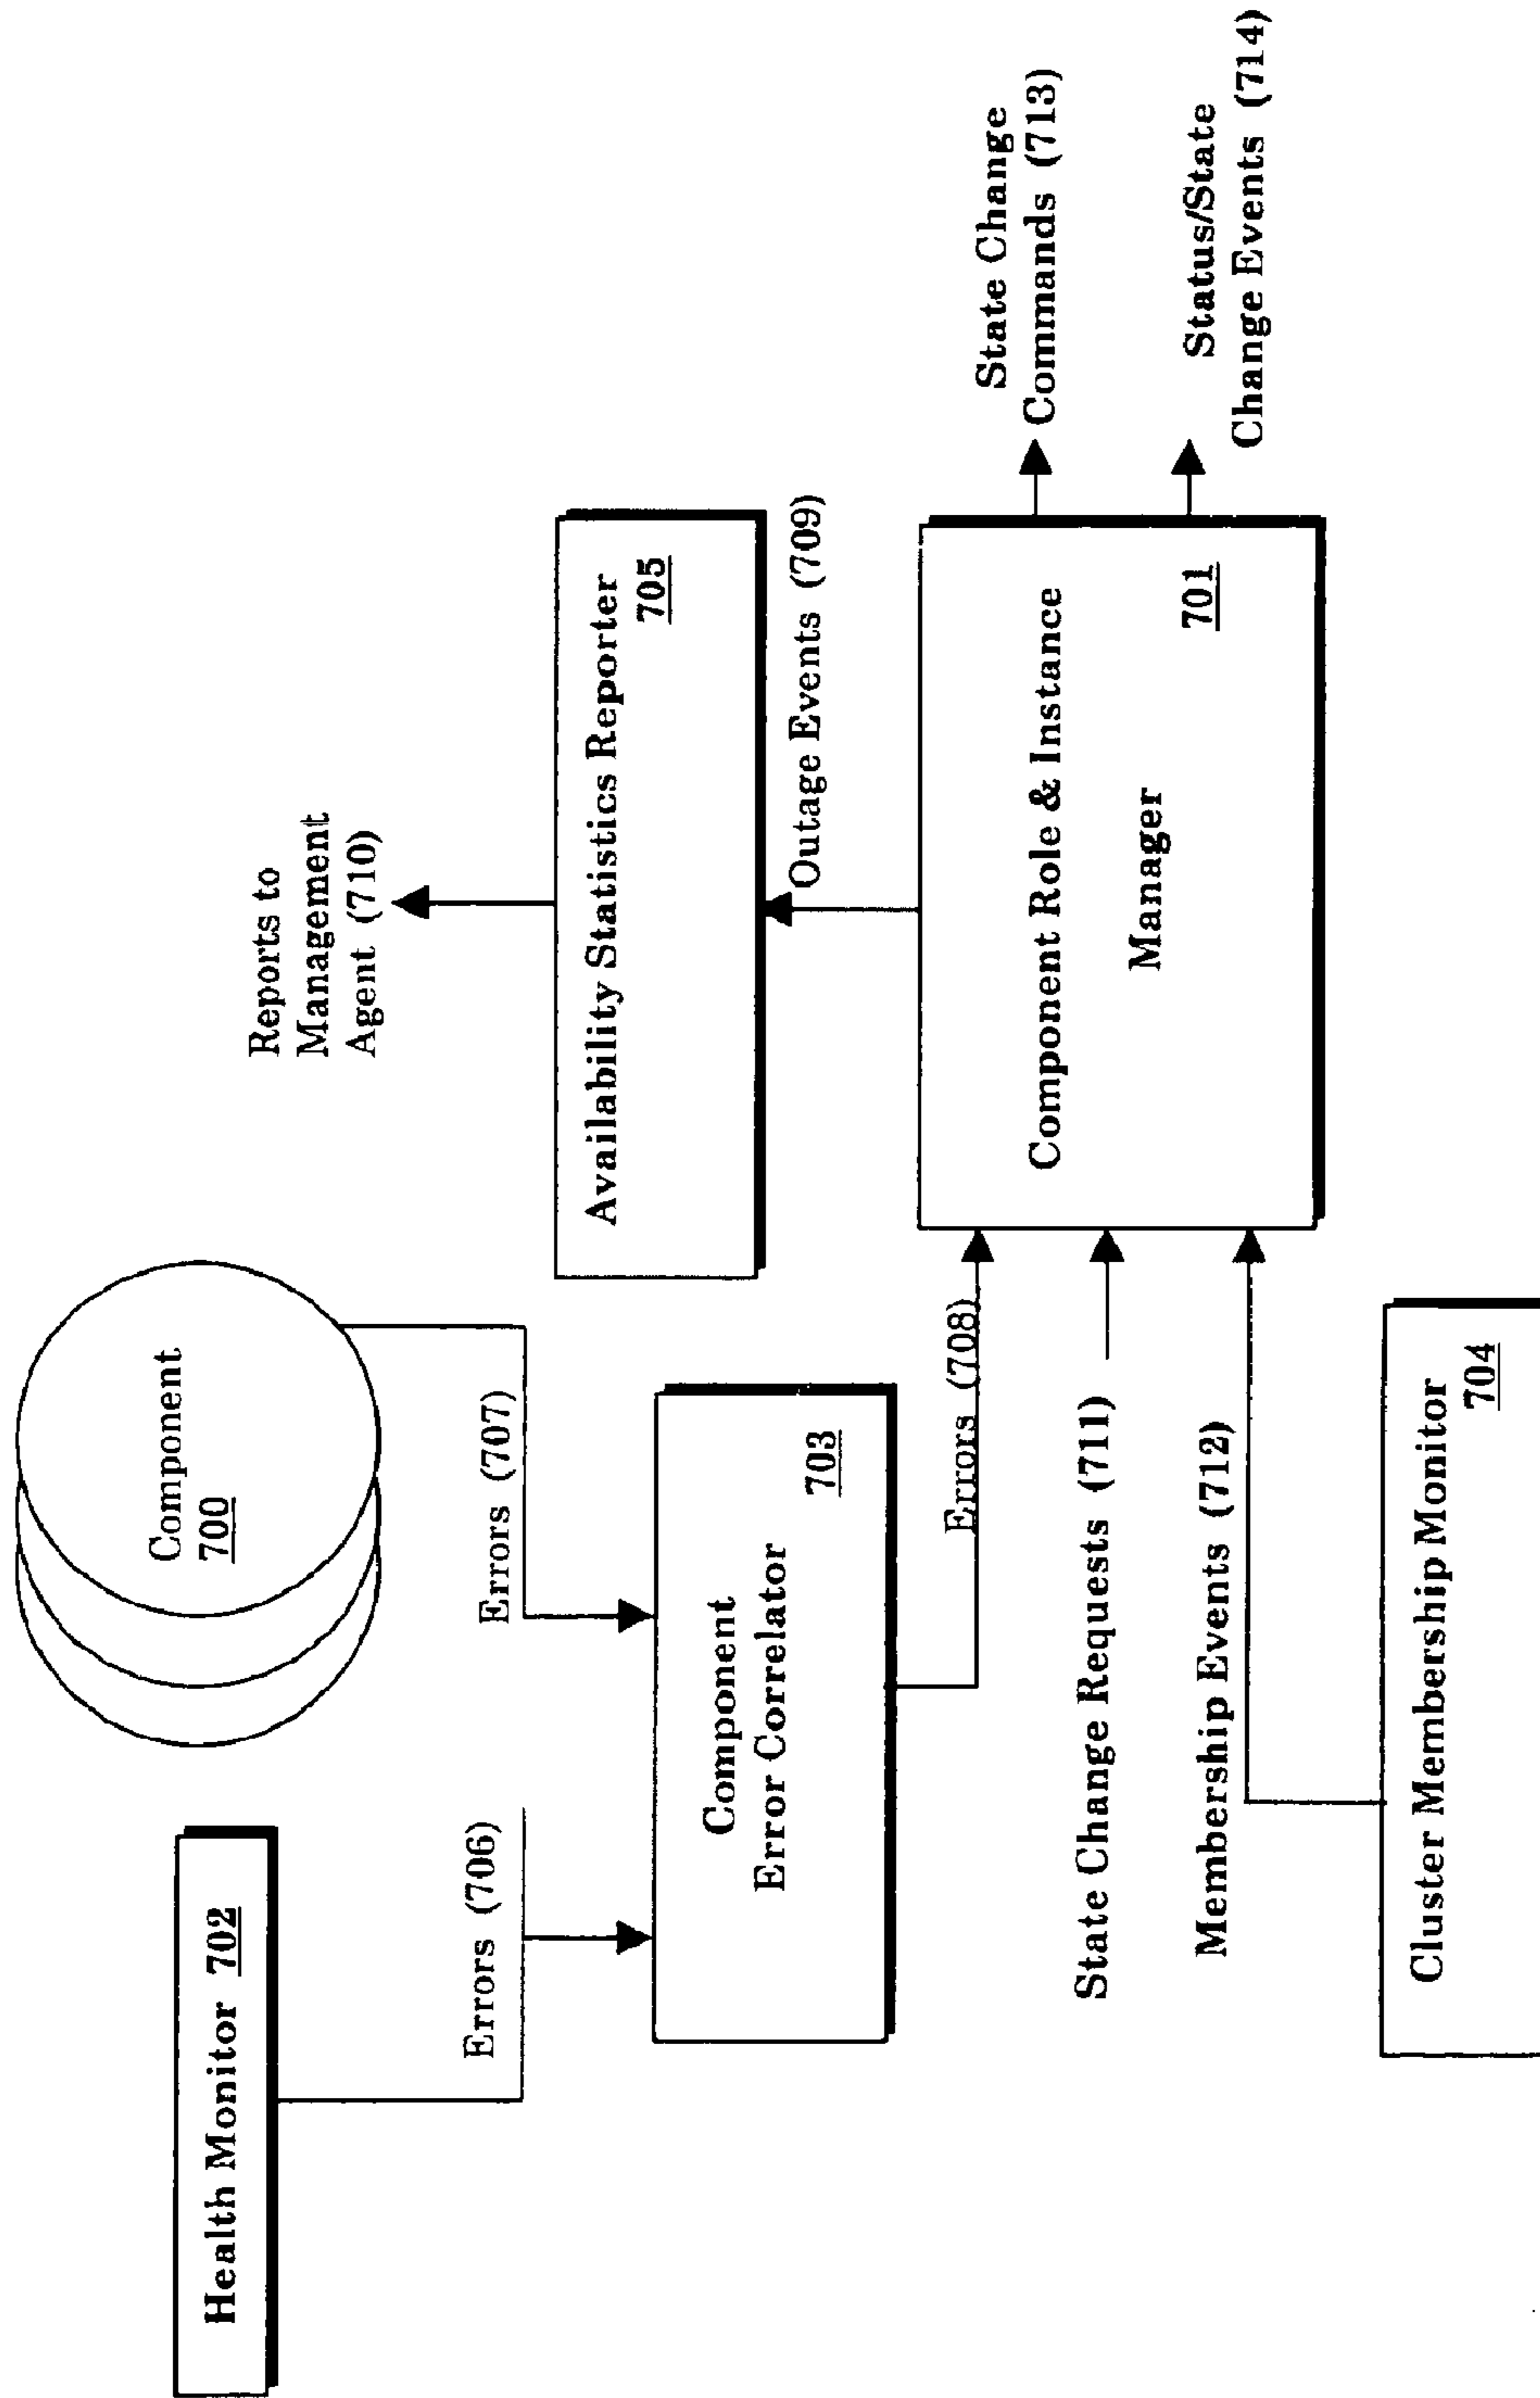 Health Monitor 702
Component
700
Errors (706)
Errors (707)
Reports to
Management
Agent (710)
Component
Error Correlator
703
Availability Statistics Reporter
705
Errors (708)
Outage Events (709)
State Change Requests (711)
Membership Events (712)
Component Role & Instance
Manager
701
State Change
Commands (713)
Status/State
Change Events (714)
Cluster Membership Monitor
704